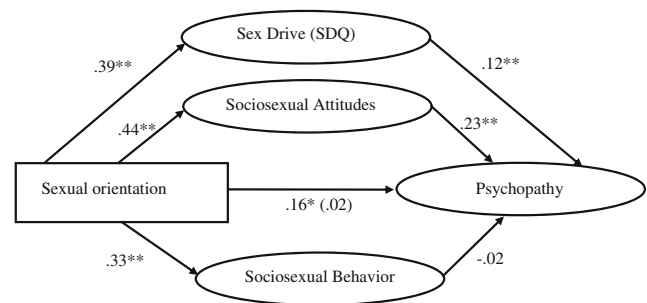 Sex Drive (SDQ)
.39**
.12**
Sociosexual Attitudes
.44**
.23**
Sexual orientation
Psychopathy
.16* (.02)
.33**
Sociosexual Behavior
-.02